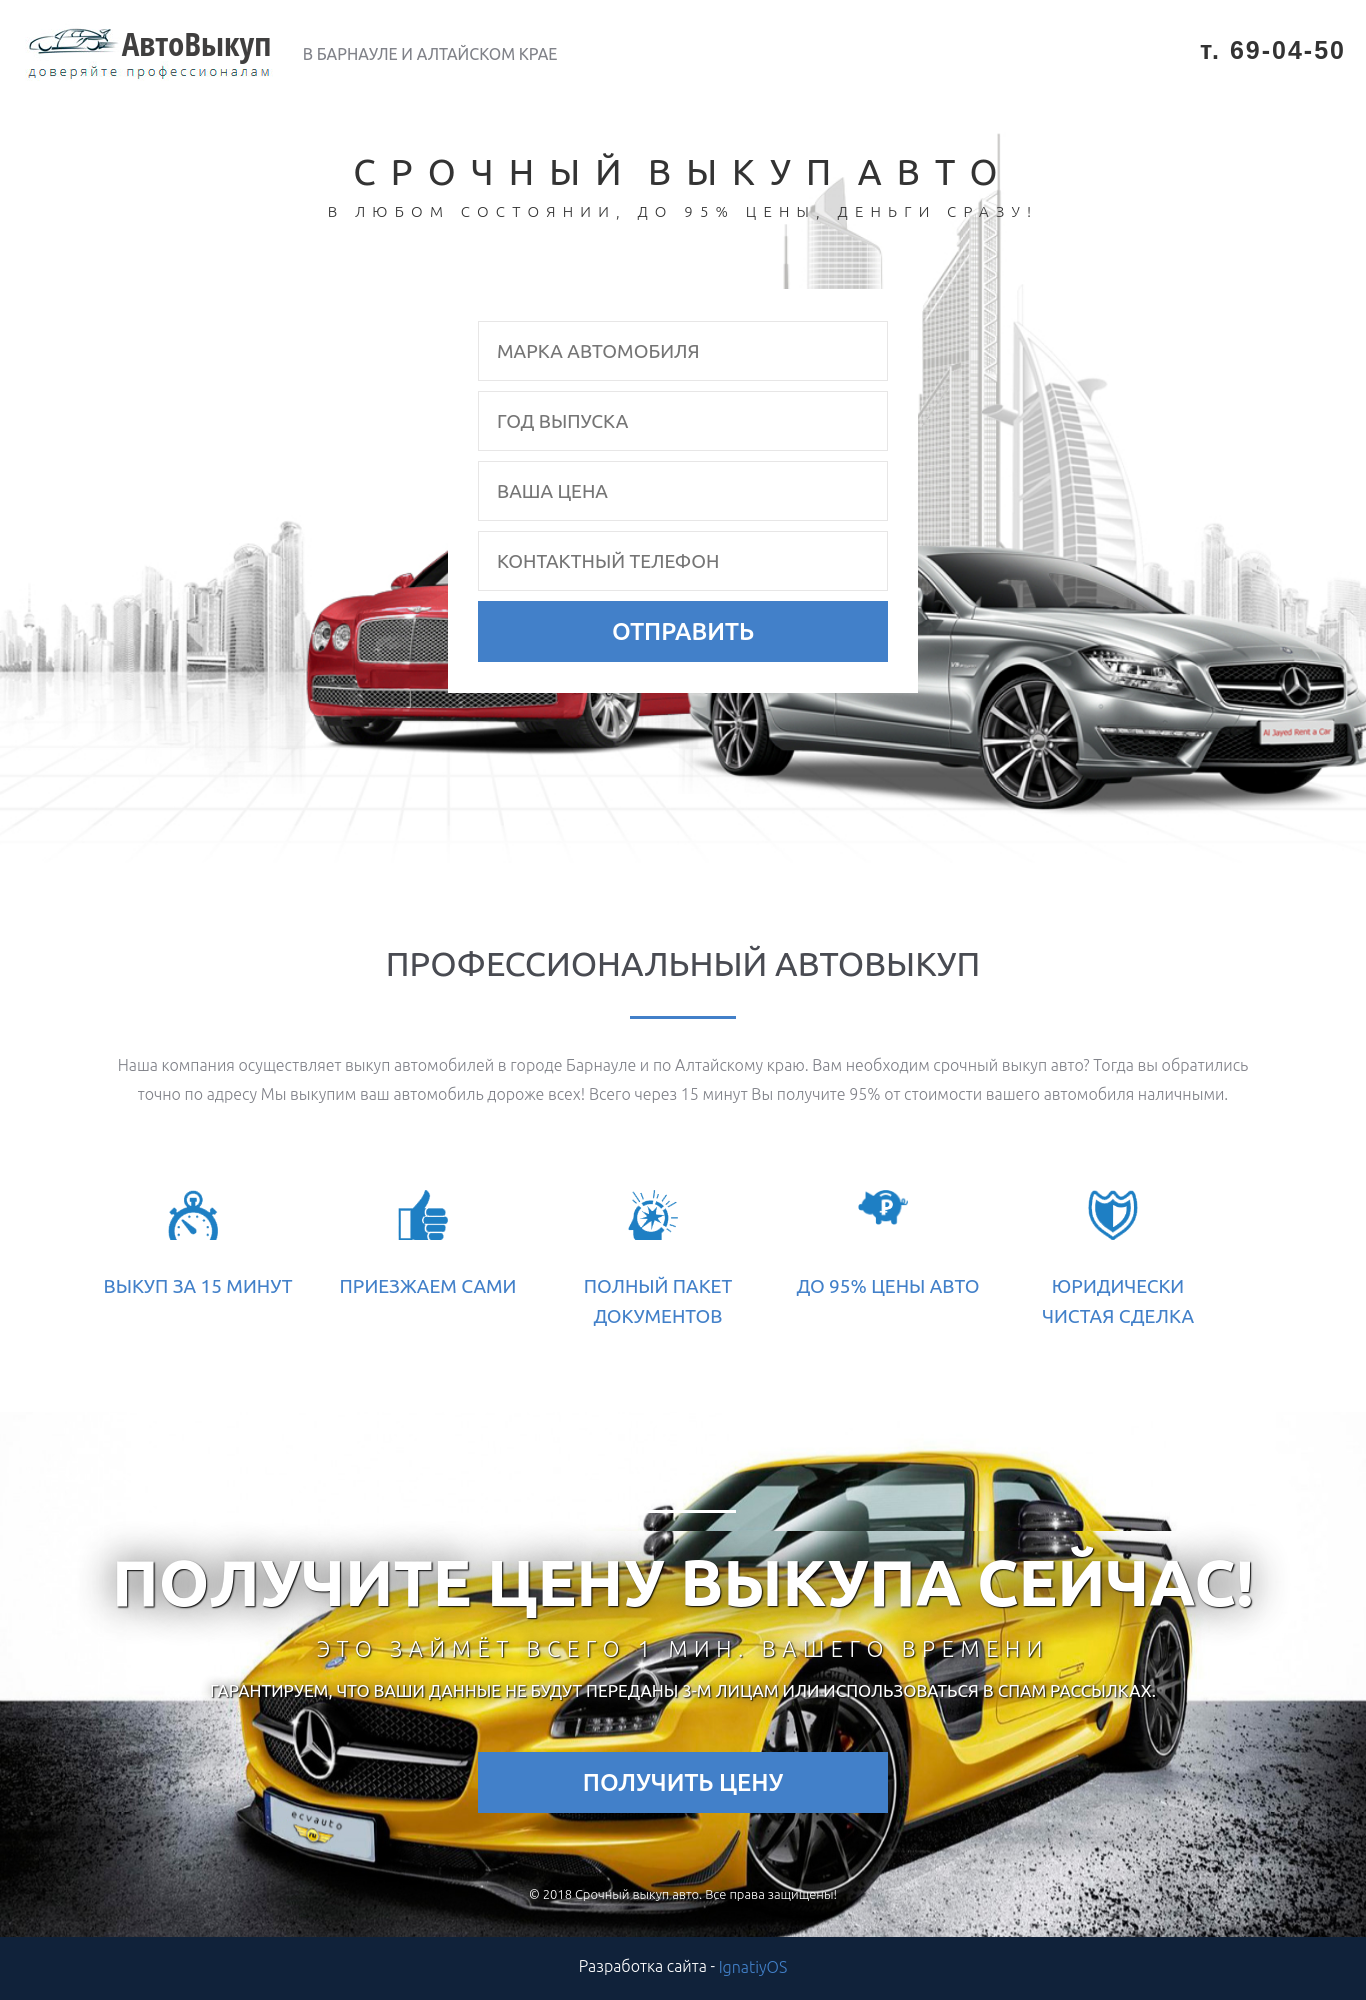 АвтоВыкуп
доверяйте профессионалам
В БАРНАУЛЕ И АЛТАЙСКОМ КРАЕ
т. 69-04-50
СРОЧНЫЙ ВЫКУП АВТО
В ЛЮБОМ СОСТОЯНИИ, ДО 95% ЦЕНЫ, ДЕНЬГИ СРАЗУ!
МАРКА АВТОМОБИЛЯ
ГОД ВЫПУСКА
ВАША ЦЕНА
КОНТАКТНЫЙ ТЕЛЕФОН
ОТПРАВИТЬ
Al Jayed Rent a Car
ПРОФЕССИОНАЛЬНЫЙ АВТОВЫКУП
Наша компания осуществляет выкуп автомобилей в городе Барнауле и по Алтайскому краю. Вам необходим срочный выкуп авто? Тогда вы обратились
точно по адресу Мы выкупим ваш автомобиль дороже всех! Всего через 15 минут Вы получите 95% от стоимости вашего автомобиля наличными.
ВЫКУП ЗА 15 МИНУТ
ПРИЕЗЖАЕМ САМИ
ПОЛНЫЙ ПАКЕТ
ДОКУМЕНТОВ
ДО 95% ЦЕНЫ АВТО
ЮРИДИЧЕСКИ
ЧИСТАЯ СДЕЛКА
ПОЛУЧИТЕ ЦЕНУ ВЫКУПА СЕЙЧАС!
ЭТО ЗАЙМЁТ ВСЕГО 1 МИН. ВАШЕГО ВРЕМЕНИ
ГАРАНТИРУЕМ, ЧТО ВАШИ ДАННЫЕ НЕ БУДУТ ПЕРЕДАНЫ 3-М ЛИЦАМ ИЛИ ИСПОЛЬЗОВАТЬСЯ В СПАМ РАССЫЛКАХ.
ПОЛУЧИТЬ ЦЕНУ
ecvauto
© 2018 Срочный выкуп авто. Все права защищены!
Разработка сайта - IgnatiyOS